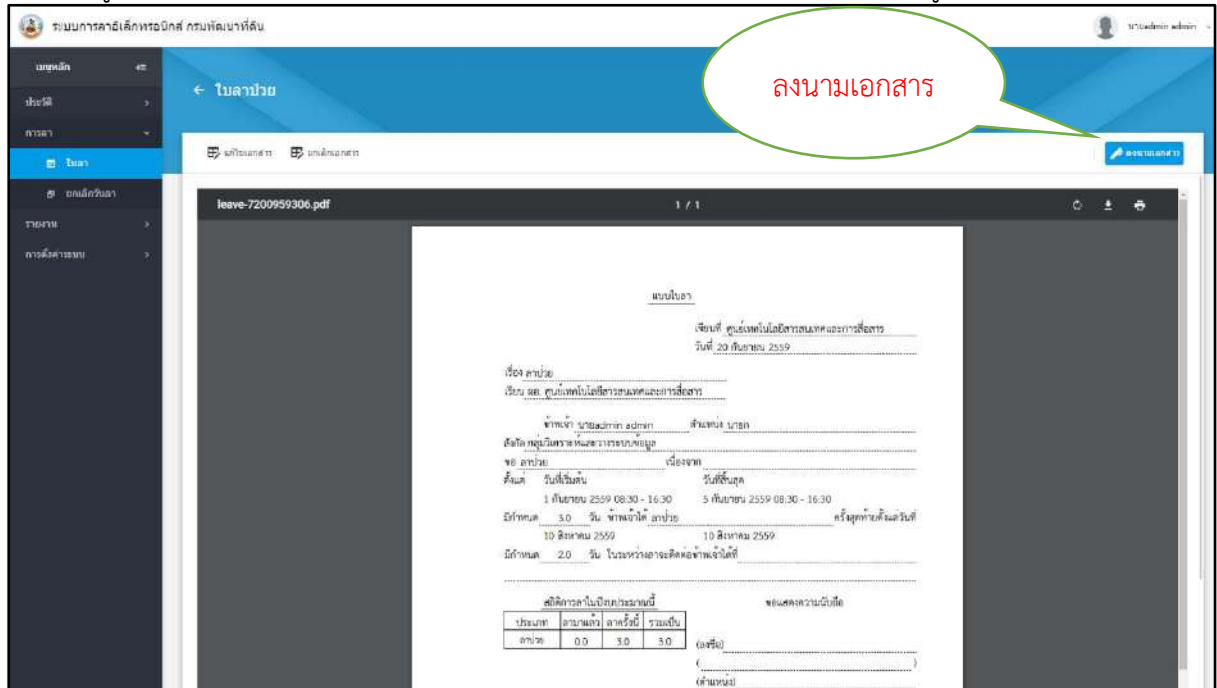 ระบบการลาอิเล็กทรอนิกส์ กรมพัฒนาที่ดิน
นายadmin admin
เมนูหลัก
ประวัติ
การลา
ใบลา
ยกเลิกวันลา
รายงาน
การตั้งค่าระบบ
← ใบลาป่วย
ลงนามเอกสาร
แก้ไขเอกสาร ยกเลิกเอกสาร
ลงนามเอกสาร
leave-7200959306.pdf 1 / 1
แบบใบลา
เขียนที่ ศูนย์เทคโนโลยีสารสนเทศและการสื่อสาร
วันที่ 20 กันยายน 2559
เรื่อง ลาป่วย
เรียน ผอ. ศูนย์เทคโนโลยีสารสนเทศและการสื่อสาร
ข้าพเจ้า นายadmin admin ตำแหน่ง นายก
สังกัด กลุ่มวิเคราะห์และวางระบบข้อมูล
ขอ ลาป่วย เนื่องจาก
ตั้งแต่ วันที่เริ่มต้น วันที่สิ้นสุด
1 กันยายน 2559 08:30 - 16:30 5 กันยายน 2559 08:30 - 16:30
มีกำหนด 3.0 วัน ข้าพเจ้าได้ ลาป่วย ครั้งสุดท้ายตั้งแต่วันที่
10 สิงหาคม 2559 10 สิงหาคม 2559
มีกำหนด 2.0 วัน ในระหว่างลาจะติดต่อข้าพเจ้าได้ที่
สถิติการลาในปีงบประมาณนี้ ขอแสดงความนับถือ
ประเภท ลามาแล้ว ลาครั้งนี้ รวมเป็น
ลาป่วย 0.0 3.0 3.0
(ลงชื่อ)
( )
(ตำแหน่ง)